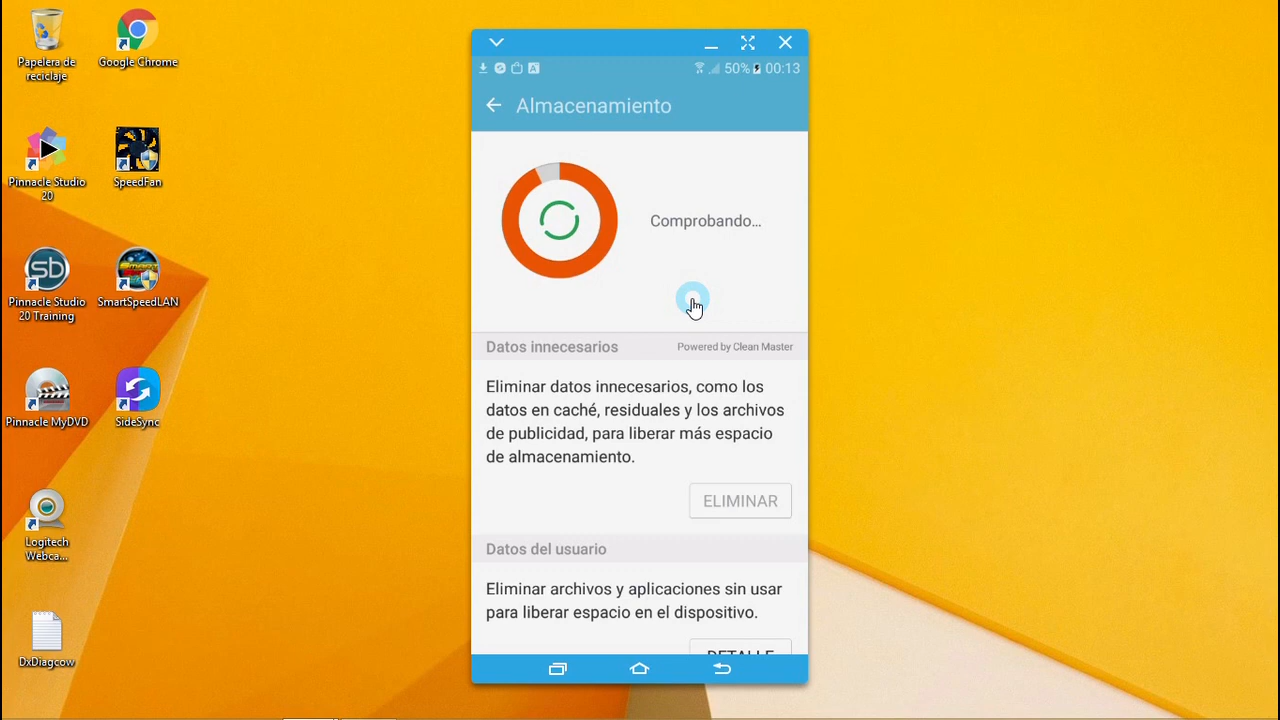 Papelera de
reciclaje
Google Chrome
Pinnacle Studio
20
SpeedFan
Pinnacle Studio
20 Training
SmartSpeedLAN
Pinnacle MyDVD
SideSync
Logitech
Webca...
DxDiagcow
50% 00:13
Almacenamiento
Comprobando...
Datos innecesarios
Powered by Clean Master
Eliminar datos innecesarios, como los
datos en caché, residuales y los archivos
de publicidad, para liberar más espacio
de almacenamiento.
ELIMINAR
Datos del usuario
Eliminar archivos y aplicaciones sin usar
para liberar espacio en el dispositivo.
DETALLE